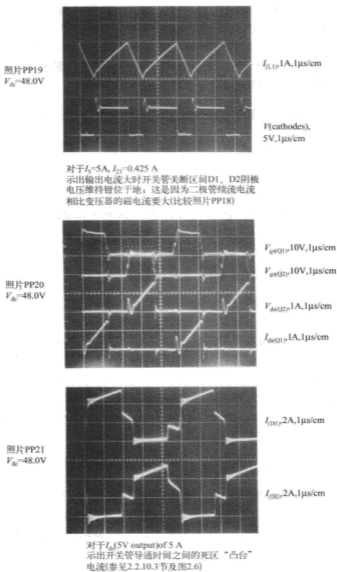 照片PP19
Vdc=48.0V
I(L1),1A,1μs/cm
V(cathodes),
5V,1μs/cm
对于I5=5A, I23=0.425 A
示出输出电流大时开关管关断区间D1、D2阴极
电压维持钳位于地：这是因为二极管续流电流
相比变压器的磁电流要大(比较照片PP18)
照片PP20
Vdc=48.0V
Vgs(Q1),10V,1μs/cm
Vgs(Q2),10V,1μs/cm
Vds(Q2),1A,1μs/cm
Ids(Q1),1A,1μs/cm
照片PP21
Vdc=48.0V
I(D1),2A,1μs/cm
I(D2),2A,1μs/cm
(5V output)of 5 A
示出开关管导通时间之间的死区“凸台”
电流(参见2.2.10.3节及图2.6)